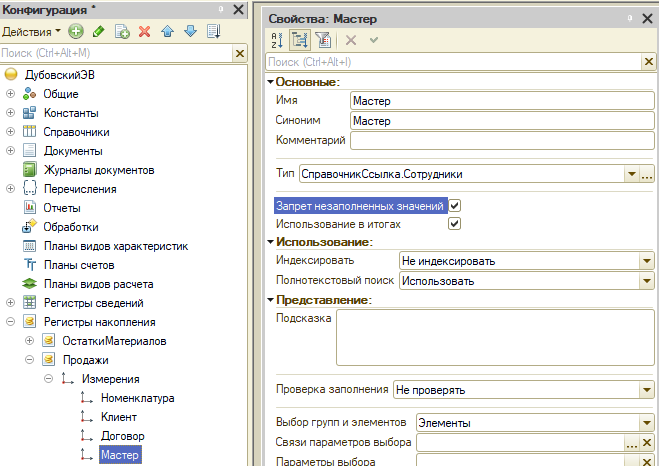 Конфигурация *
Действия
Поиск (Ctrl+Alt+M)
ДубовскийЭВ
Общие
Константы
Справочники
Документы
Журналы документов
Перечисления
Отчеты
Обработки
Планы видов характеристик
Планы счетов
Планы видов расчета
Регистры сведений
Регистры накопления
ОстаткиМатериалов
Продажи
Измерения
Номенклатура
Клиент
Договор
Мастер
Свойства: Мастер
Поиск (Ctrl+Alt+I)
Основные:
Имя Мастер
Синоним Мастер
Комментарий
Тип СправочникСсылка.Сотрудники
Запрет незаполненных значений
Использование в итогах
Использование:
Индексировать Не индексировать
Полнотекстовый поиск Использовать
Представление:
Подсказка
Проверка заполнения Не проверять
Выбор групп и элементов Элементы
Связи параметров выбора
Параметры выбора